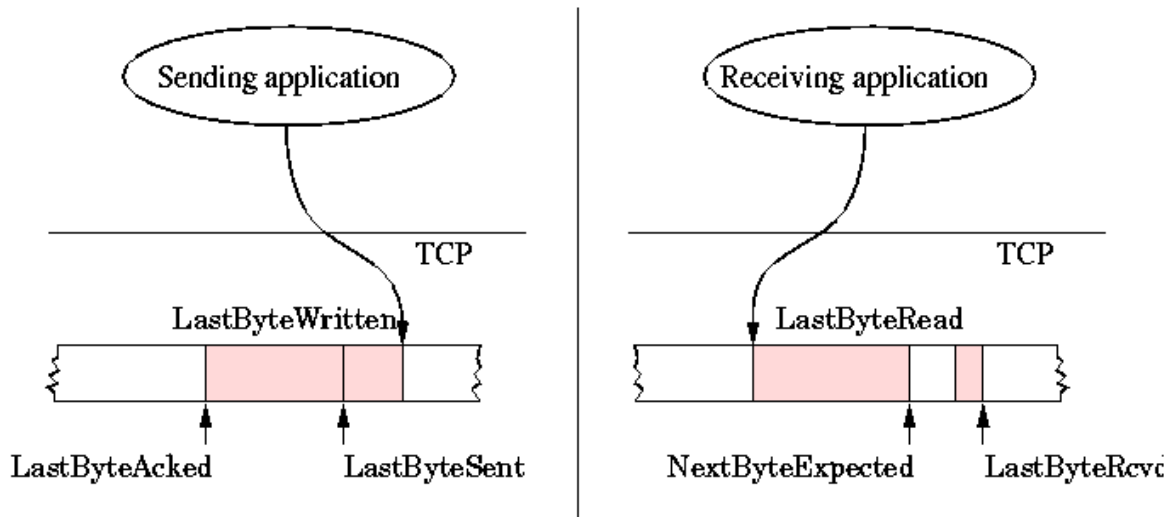 Sending application
TCP
LastByteWritten
LastByteAcked
LastByteSent
Receiving application
TCP
LastByteRead
NextByteExpected
LastByteRcvd